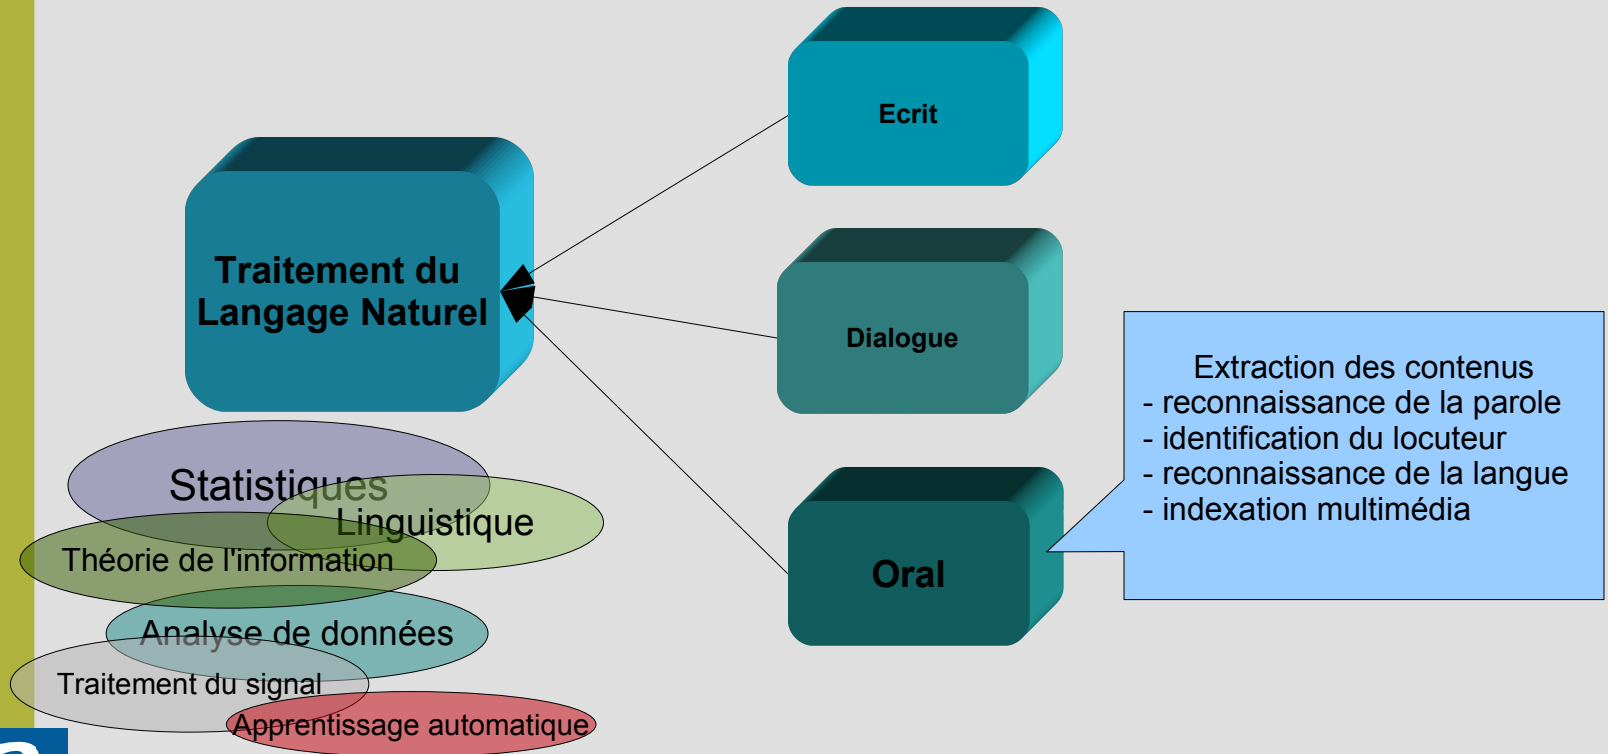 Ecrit
Traitement du
Langage Naturel
Dialogue
Extraction des contenus
- reconnaissance de la parole
- identification du locuteur
- reconnaissance de la langue
- indexation multimédia
Oral
Statistiques
Linguistique
Théorie de l'information
Analyse de données
Traitement du signal
Apprentissage automatique